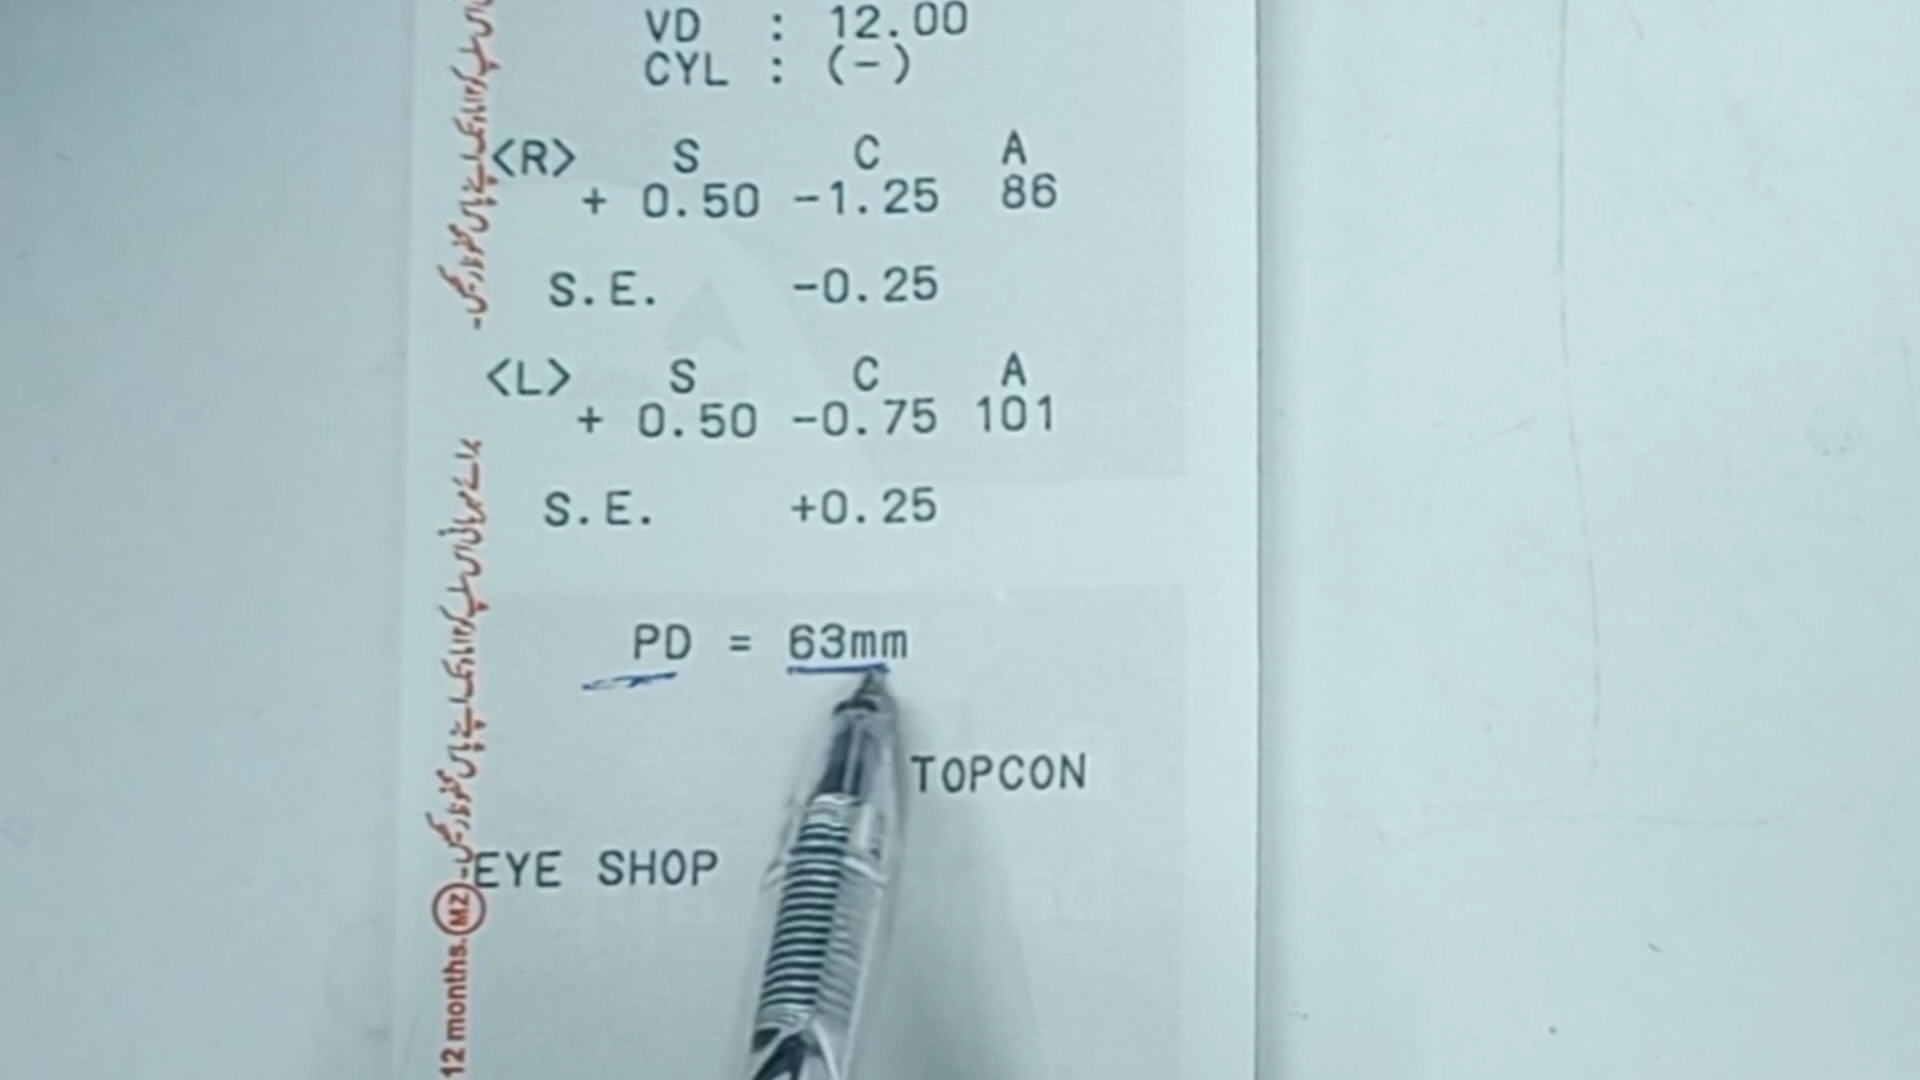 VD : 12.00
CYL : (-)
<R> S C A
+ 0.50 -1.25 86
S.E. -0.25
<L> S C A
+ 0.50 -0.75 101
S.E. +0.25
PD = 63mm
TOPCON
EYE SHOP
12 months. MZ